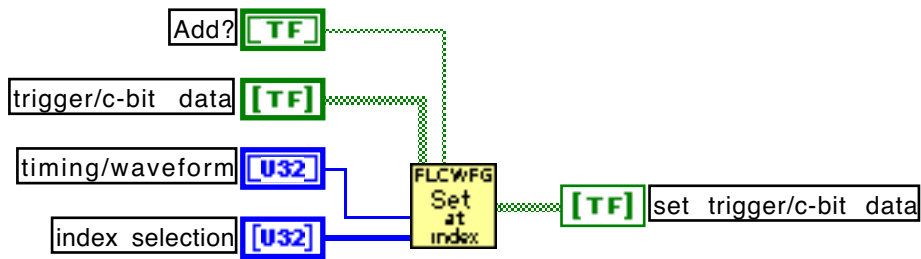 Add? TF
trigger/c-bit data [TF]
timing/waveform U32
index selection [U32]
FLCWFG
Set
at
index
[TF] set trigger/c-bit data